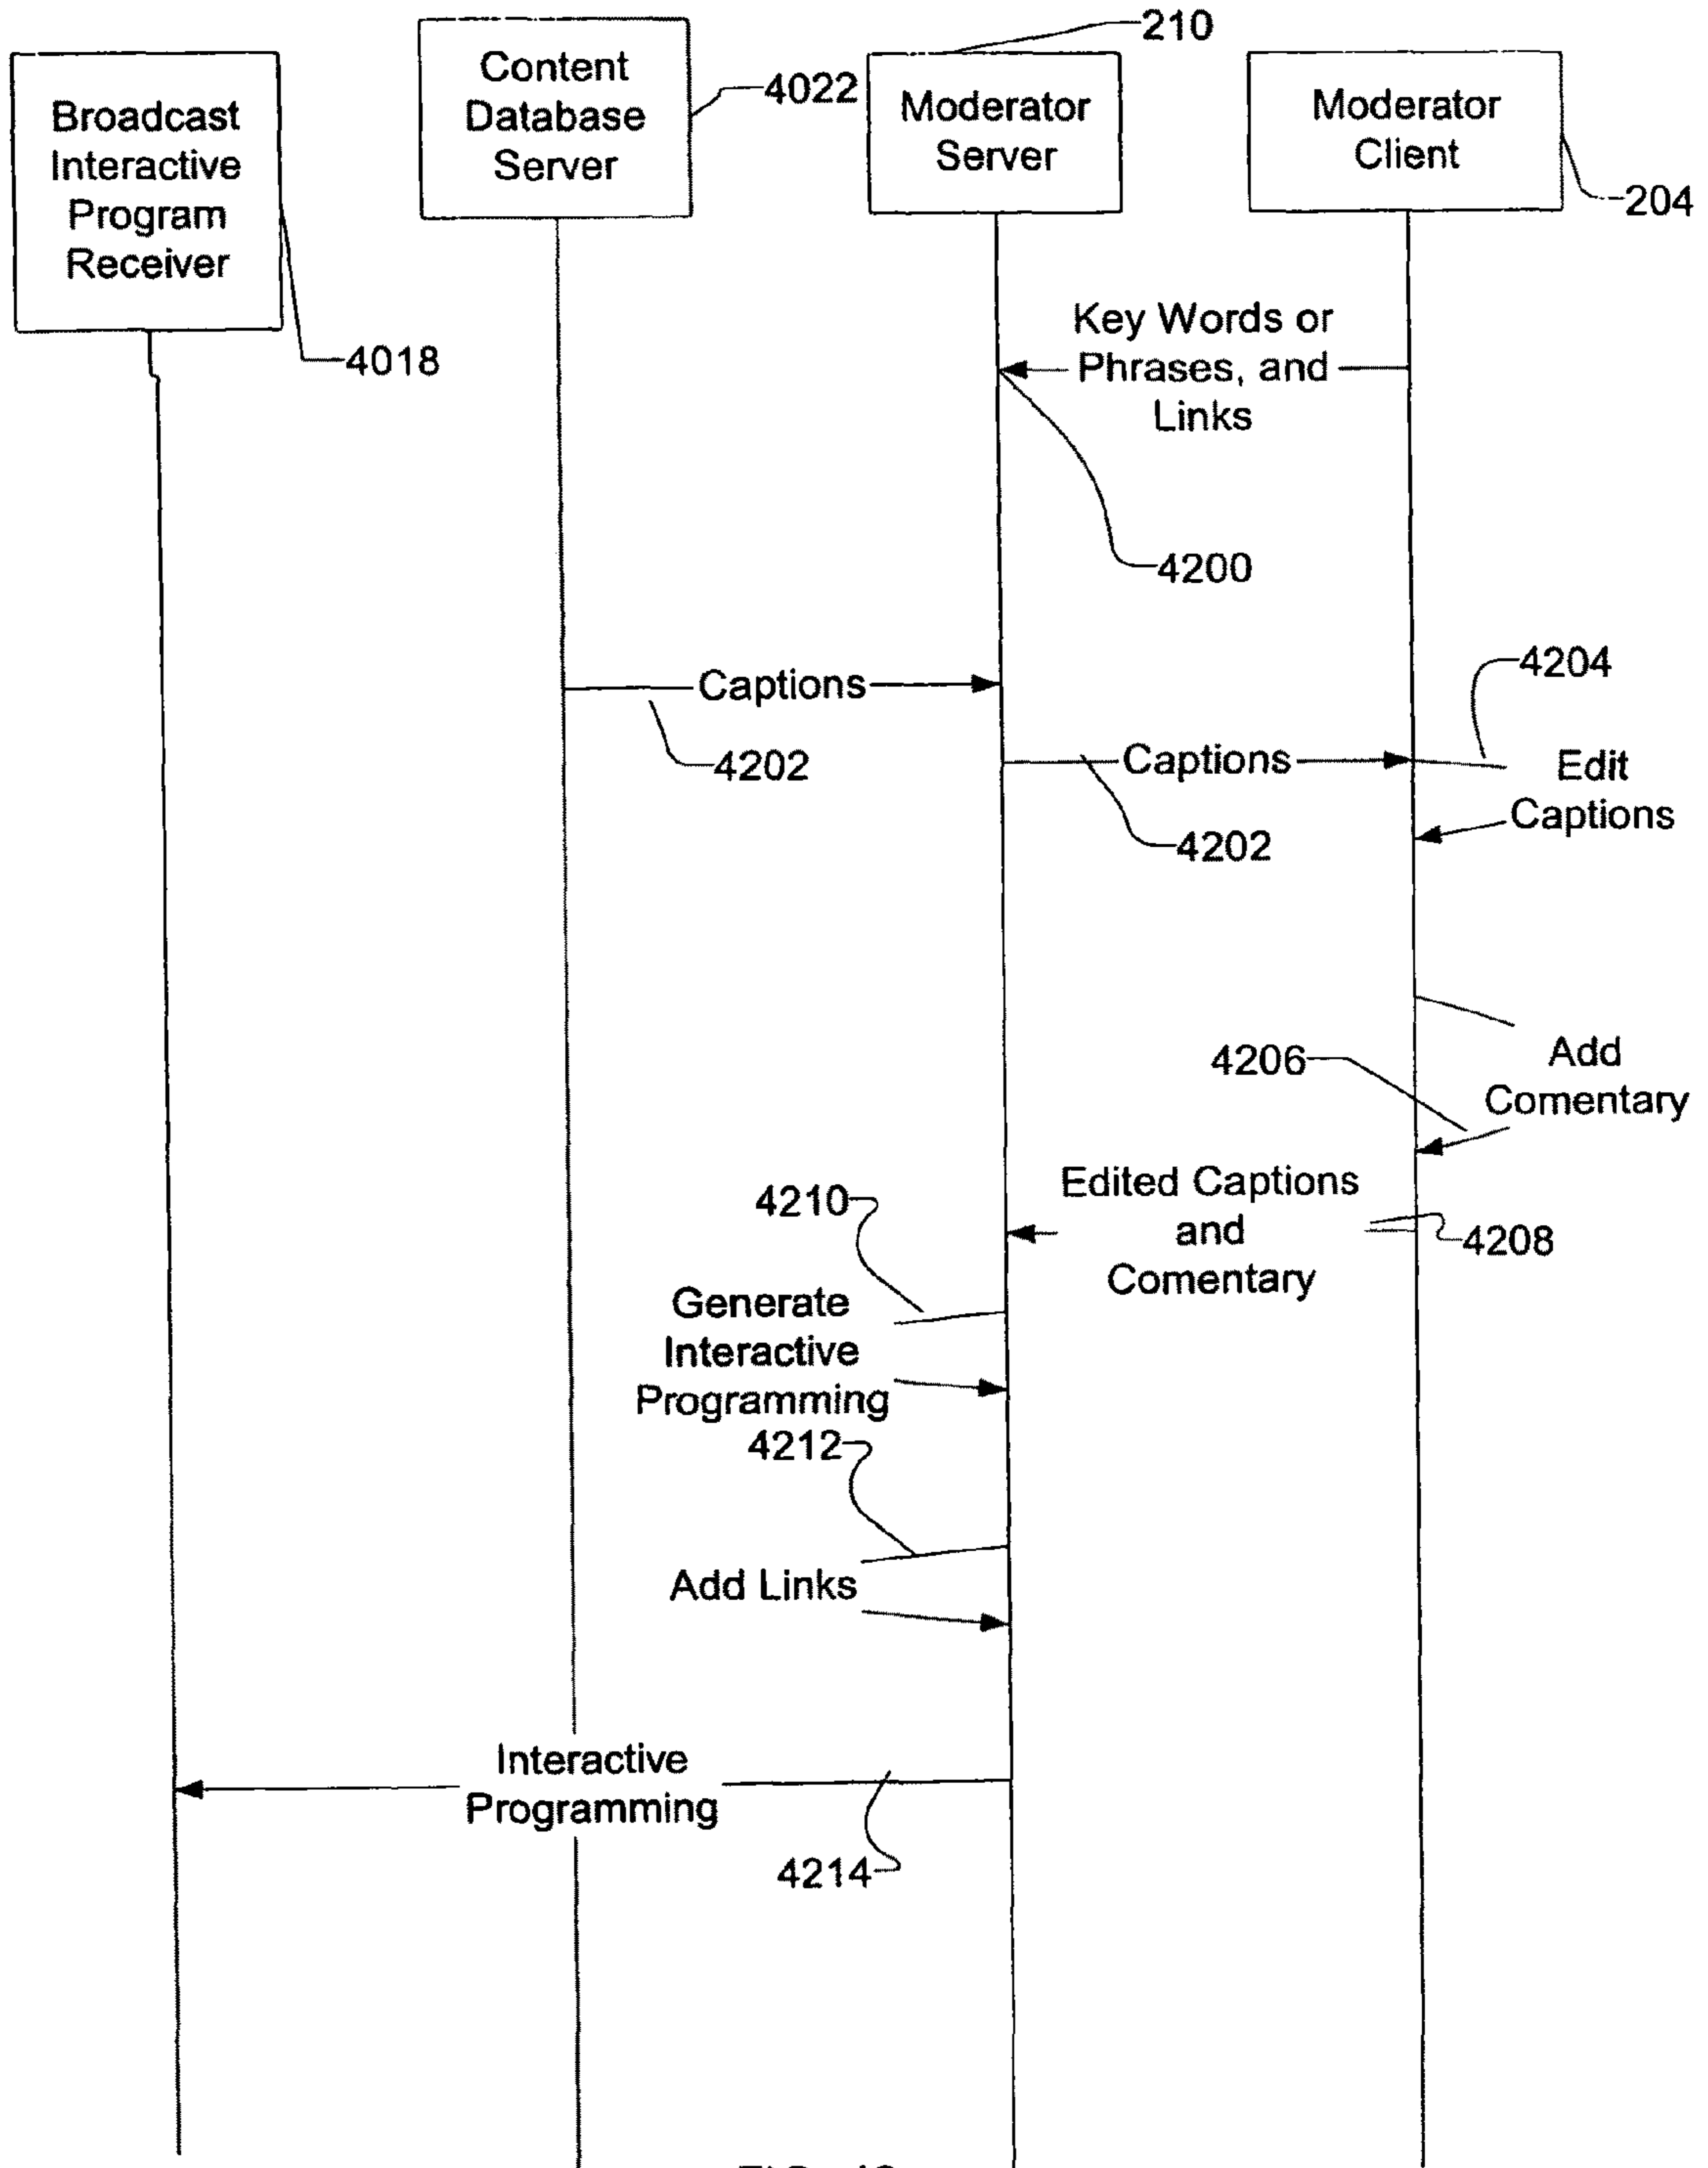 210
Broadcast
Interactive
Program
Receiver
4018
Content
Database
Server
4022
Moderator
Server
Moderator
Client
204
Key Words or
Phrases, and
Links
4200
Captions
4202
4204
Captions
4202
Edit
Captions
4206
Add
Comentary
Edited Captions
and
Comentary
4208
4210
Generate
Interactive
Programming
4212
Add Links
Interactive
Programming
4214